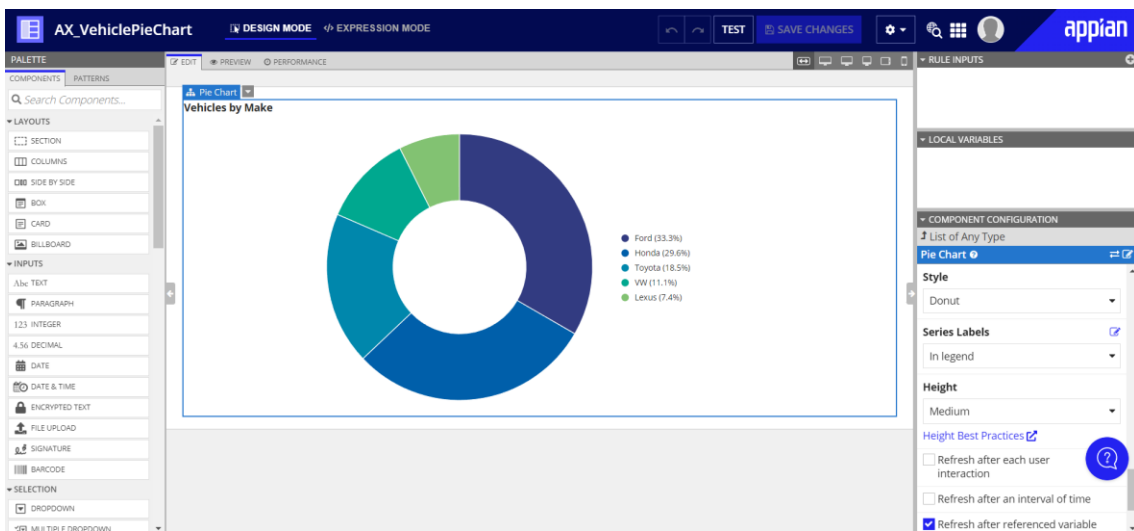 AX_VehiclePieChart
DESIGN MODE
</> EXPRESSION MODE
TEST
SAVE CHANGES
appian
PALETTE
COMPONENTS
PATTERNS
Search Components...
LAYOUTS
SECTION
COLUMNS
SIDE BY SIDE
BOX
CARD
BILLBOARD
INPUTS
Abc TEXT
PARAGRAPH
123 INTEGER
4.56 DECIMAL
DATE
DATE & TIME
ENCRYPTED TEXT
FILE UPLOAD
SIGNATURE
BARCODE
SELECTION
DROPDOWN
MULTIPLE DROPDOWN
EDIT
PREVIEW
PERFORMANCE
Pie Chart
Vehicles by Make
Ford (33.3%)
Honda (29.6%)
Toyota (18.5%)
VW (11.1%)
Lexus (7.4%)
RULE INPUTS
LOCAL VARIABLES
COMPONENT CONFIGURATION
List of Any Type
Pie Chart
Style
Donut
Series Labels
In legend
Height
Medium
Height Best Practices
Refresh after each user
interaction
Refresh after an interval of time
Refresh after referenced variable